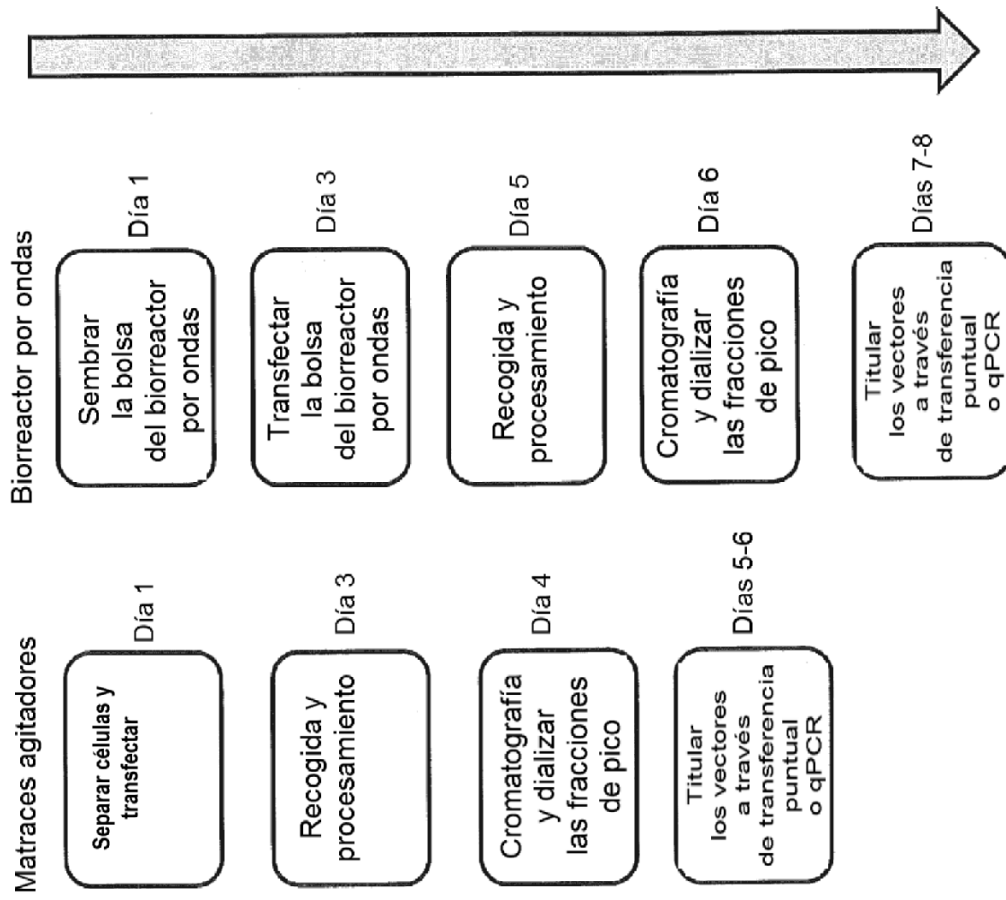 Matraces agitadores
Separar células y
transfectar
Día 1
Recogida y
procesamiento
Día 3
Cromatografía
y dializar
las fracciones
de pico
Día 4
Titular
los vectores
a través
de transferencia
puntual
o qPCR
Días 5-6
Biorreactor por ondas
Sembrar
la bolsa
del biorreactor
por ondas
Día 1
Transfectar
la bolsa
del biorreactor
por ondas
Día 3
Recogida y
procesamiento
Día 5
Cromatografía
y dializar
las fracciones
de pico
Día 6
Titular
los vectores
a través
de transferencia
puntual
o qPCR
Días 7-8